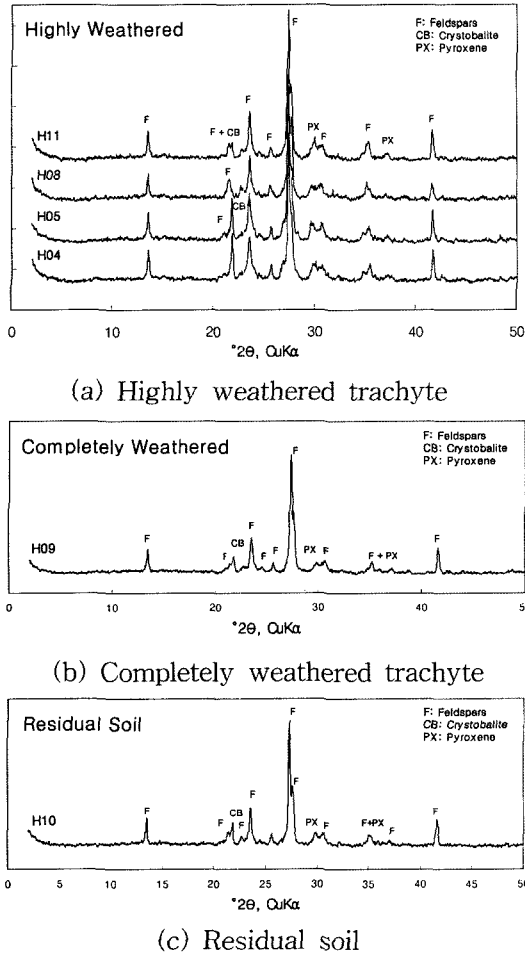 Highly Weathered
F: Feldspars
CB: Crystobalite
PX: Pyroxene
F
F
F + CB
F
F
PX
F
F
PX
F
H11
F
H08
CB
F
H05
H04
0 10 20 30 40 50
°2θ, CuKα
(a) Highly weathered trachyte
Completely Weathered
F: Feldspars
CB: Crystobalite
PX: Pyroxene
F
F
F
CB
F
F
F
PX
F
F + PX
F
H09
0 10 20 30 40 50
°2θ, CuKα
(b) Completely weathered trachyte
Residual Soil
F: Feldspars
CB: Crystobalite
PX: Pyroxene
F
F
F
CB
F
F
F
PX
F
F+PX
F
F
H10
0 5 10 15 20 25 30 35 40 45 50
°2θ, CuKα
(c) Residual soil